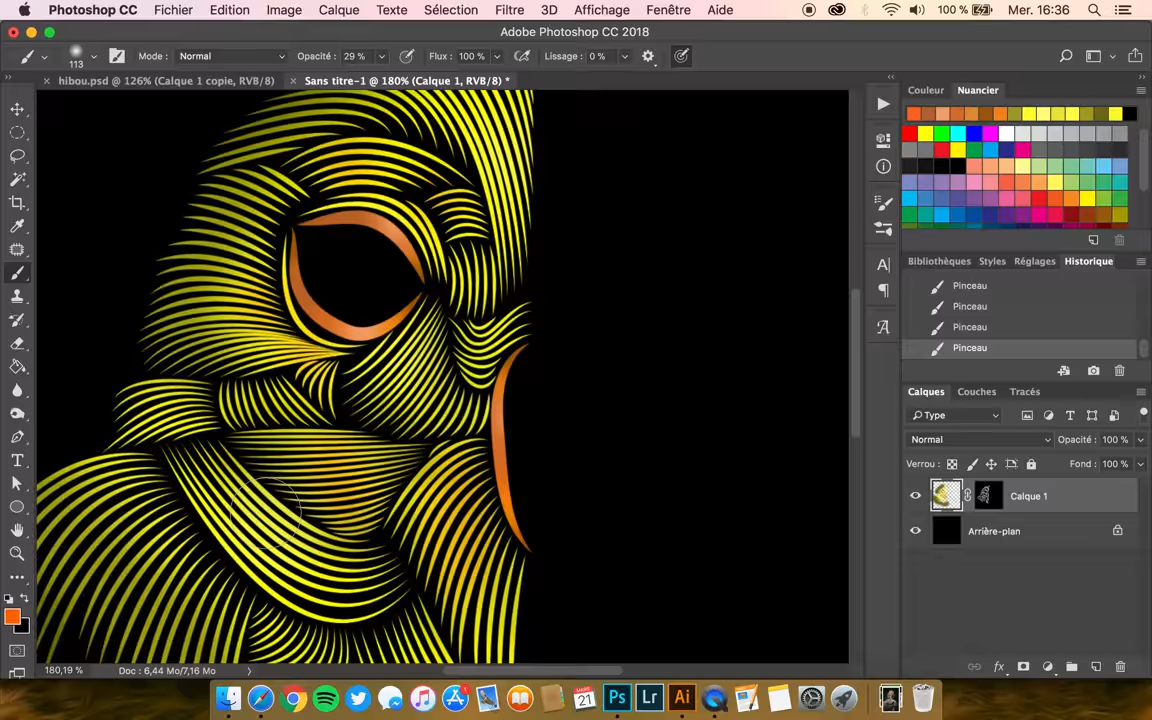 Photoshop CC Fichier Edition Image Calque Texte Sélection Filtre 3D Affichage Fenêtre Aide 100 % Mer. 16:36
Adobe Photoshop CC 2018
113 Mode : Normal Opacité : 29 % Flux : 100 % Lissage : 0 %
hibou.psd @ 126% (Calque 1 copie, RVB/8) Sans titre-1 @ 180% (Calque 1, RVB/8) *
Couleur Nuancier
Bibliothèques Styles Réglages Historique
Pinceau
Pinceau
Pinceau
Pinceau
Calques Couches Tracés
Type
Normal Opacité : 100 %
Verrou : Fond : 100 %
Calque 1
Arrière-plan
fx
180,19 % Doc : 6,44 Mo/7,16 Mo
MARS
21
Ps Lr Ai
1